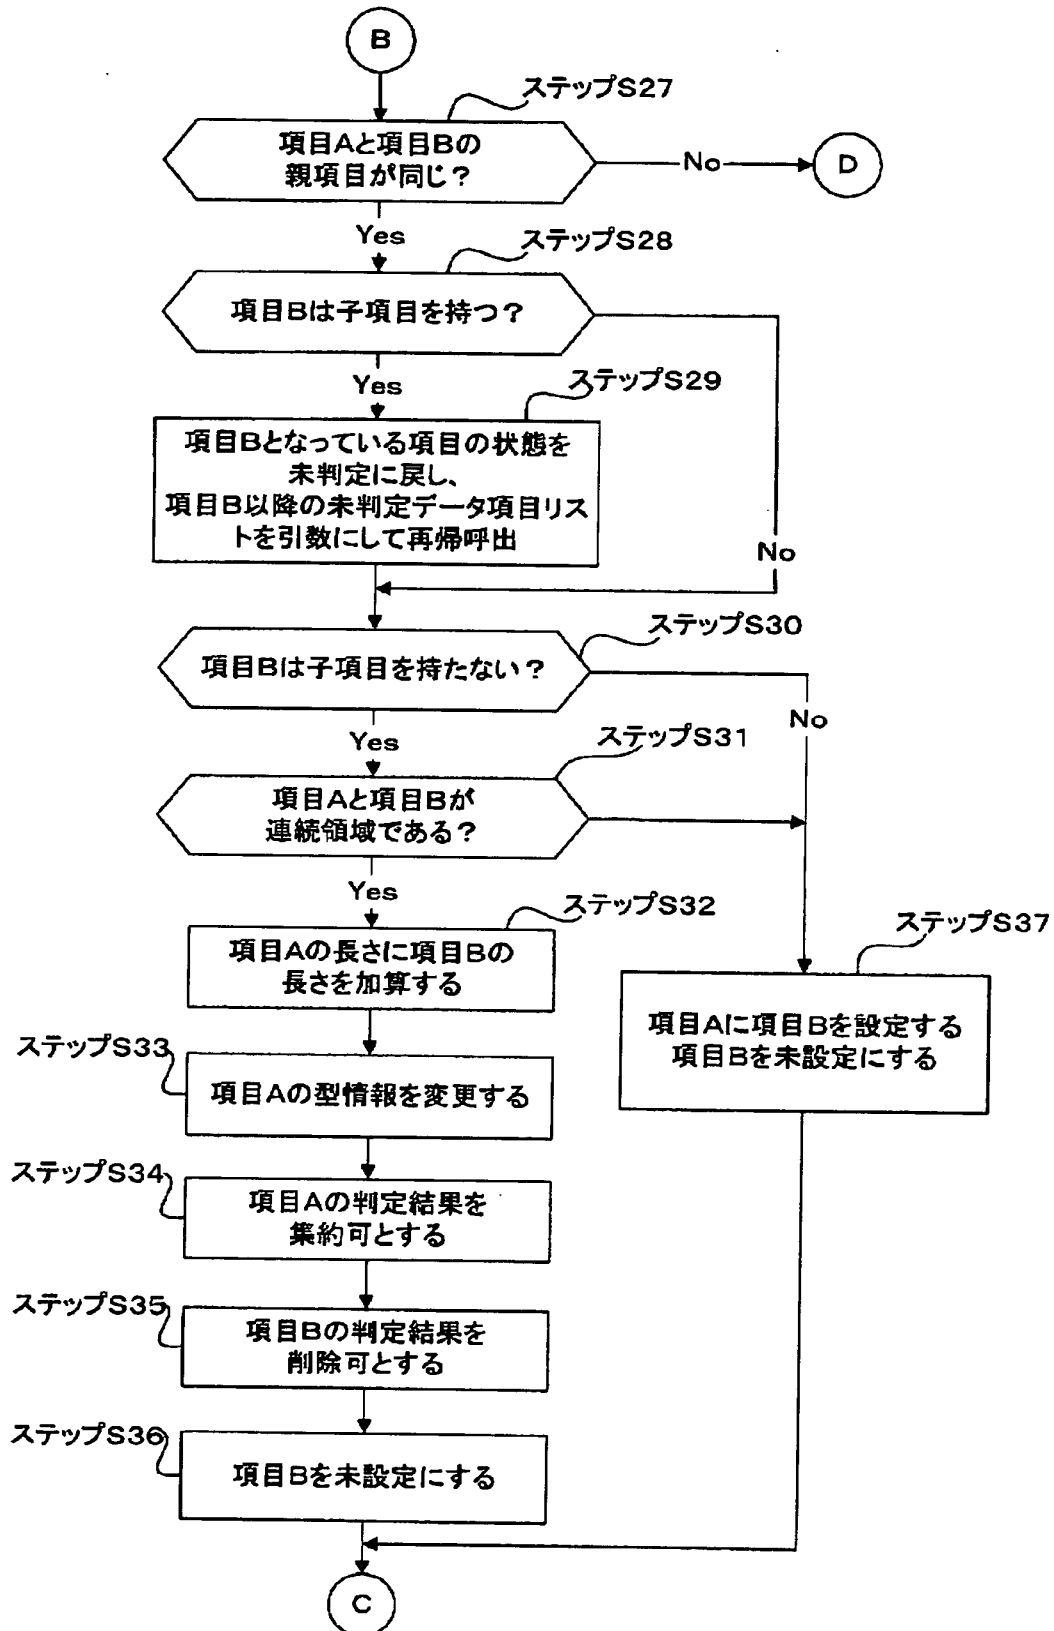 B
ステップS27
項目Aと項目Bの
親項目が同じ?
No
D
Yes
ステップS28
項目Bは子項目を持つ?
Yes
ステップS29
項目Bとなっている項目の状態を
未判定に戻し、
項目B以降の未判定データ項目リス
トを引数にして再帰呼出
No
ステップS30
項目Bは子項目を持たない?
No
Yes
ステップS31
項目Aと項目Bが
連続領域である?
Yes
ステップS32
項目Aの長さに項目Bの
長さを加算する
ステップS37
項目Aに項目Bを設定する
項目Bを未設定にする
ステップS33
項目Aの型情報を変更する
ステップS34
項目Aの判定結果を
集約可とする
ステップS35
項目Bの判定結果を
削除可とする
ステップS36
項目Bを未設定にする
C